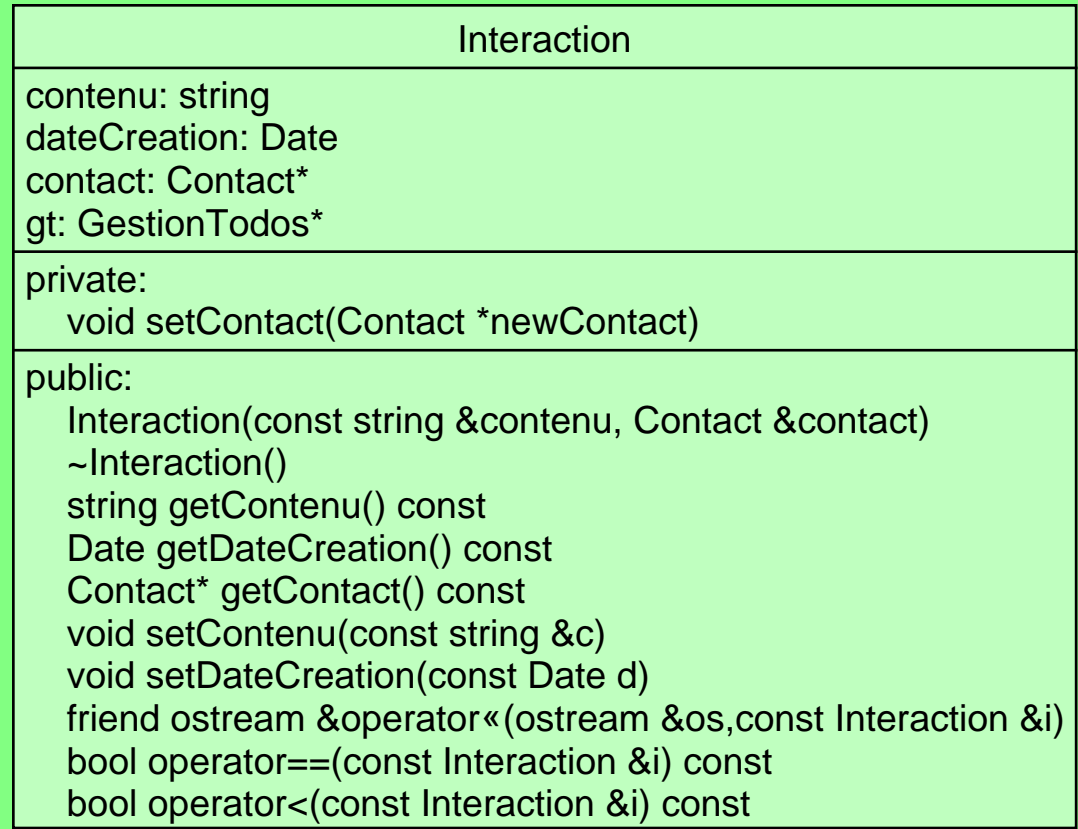 Interaction
contenu: string
dateCreation: Date
contact: Contact*
gt: GestionTodos*
private:
void setContact(Contact *newContact)
public:
Interaction(const string &contenu, Contact &contact)
~Interaction()
string getContenu() const
Date getDateCreation() const
Contact* getContact() const
void setContenu(const string &c)
void setDateCreation(const Date d)
friend ostream &operator«(ostream &os,const Interaction &i)
bool operator==(const Interaction &i) const
bool operator<(const Interaction &i) const